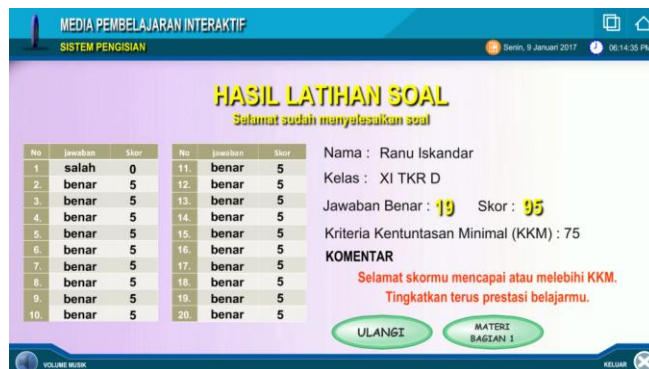 MEDIA PEMBELAJARAN INTERAKTIF
SISTEM PENGISIAN
Senin, 9 Januari 2017
06:14:35 PM
HASIL LATIHAN SOAL
Selamat sudah menyelesaikan soal
No jawaban Skor
1 salah 0
2. benar 5
3. benar 5
4. benar 5
5. benar 5
6. benar 5
7. benar 5
8. benar 5
9. benar 5
10. benar 5
No jawaban Skor
11. benar 5
12. benar 5
13. benar 5
14. benar 5
15. benar 5
16. benar 5
17. benar 5
18. benar 5
19. benar 5
20. benar 5
Nama : Ranu Iskandar
Kelas : XI TKR D
Jawaban Benar : 19 Skor : 95
Kriteria Kentuntasan Minimal (KKM) : 75
KOMENTAR
Selamat skormu mencapai atau melebihi KKM.
Tingkatkan terus prestasi belajarmu.
ULANGI
MATERI
BAGIAN 1
VOLUME MUSIK
KELUAR